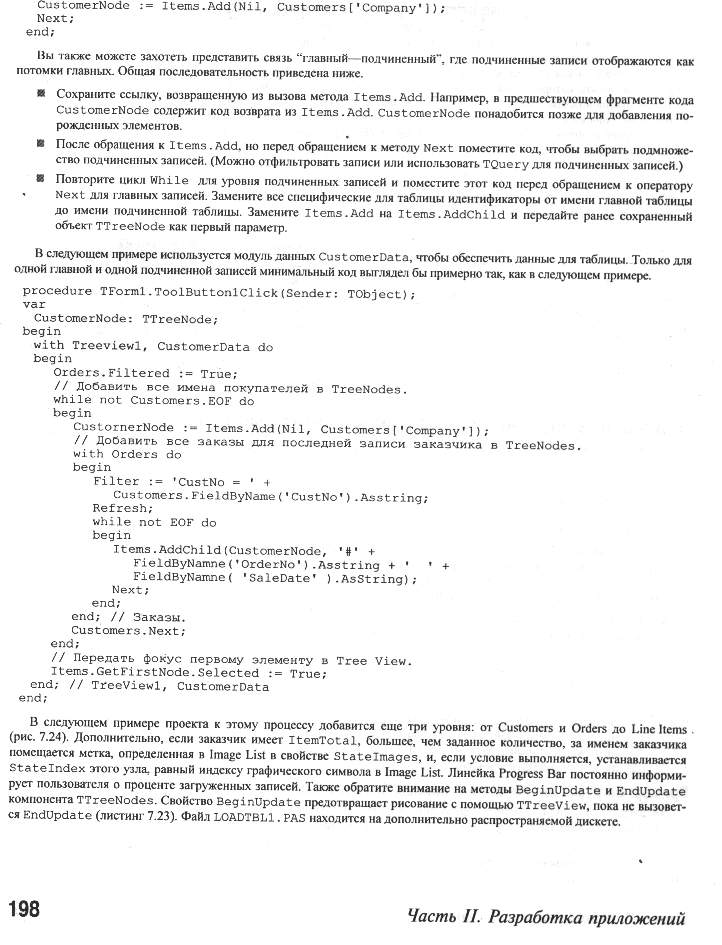 CustomerNode := Items.Add(Nil, Customers['Company']);
Next;
end;
Вы также можете захотеть представить связь “главный—подчиненный”, где подчиненные записи отображаются как
потомки главных. Общая последовательность приведена ниже.
Сохраните ссылку, возвращенную из вызова метода Items.Add. Например, в предшествующем фрагменте кода
CustomerNode содержит код возврата из Items.Add. CustomerNode понадобится позже для добавления по-
рожденных элементов.
После обращения к Items.Add, но перед обращением к методу Next поместите код, чтобы выбрать подмноже-
ство подчиненных записей. (Можно отфильтровать записи или использовать TQuery для подчиненных записей.)
Повторите цикл While для уровня подчиненных записей и поместите этот код перед обращением к оператору
Next для главных записей. Замените все специфические для таблицы идентификаторы от имени главной таблицы
до имени подчиненной таблицы. Замените Items.Add на Items.AddChild и передайте ранее сохраненный
объект TTreeNode как первый параметр.
В следующем примере используется модуль данных CustomerData, чтобы обеспечить данные для таблицы. Только для
одной главной и одной подчиненной записей минимальный код выглядел бы примерно так, как в следующем примере.
procedure TForm1.ToolButton1Click(Sender: TObject);
var
CustomerNode: TTreeNode;
begin
with Treeview1, CustomerData do
begin
Orders.Filtered := True;
// Добавить все имена покупателей в TreeNodes.
while not Customers.EOF do
begin
CustornerNode := Items.Add(Nil, Customers['Company']);
// Добавить все заказы для последней записи заказчика в TreeNodes.
with Orders do
begin
Filter := 'CustNo = ' +
Customers.FieldByName('CustNo').Asstring;
Refresh;
while not EOF do
begin
Items.AddChild(CustomerNode, '#' +
FieldByNamne('OrderNo').Asstring + '  ' +
FieldByNamne( 'SaleDate' ).AsString);
Next;
end;
end; // Заказы.
Customers.Next;
end;
// Передать фокус первому элементу в Tree View.
Items.GetFirstNode.Selected := True;
end; // TreeView1, CustomerData
end;
В следующем примере проекта к этому процессу добавится еще три уровня: от Customers и Orders до Line Items
(рис. 7.24). Дополнительно, если заказчик имеет ItemTotal, большее, чем заданное количество, за именем заказчика
помещается метка, определенная в Image List в свойстве StateImages, и, если условие выполняется, устанавливается
StateIndex этого узла, равный индексу графического символа в Image List. Линейка Progress Bar постоянно информи-
рует пользователя о проценте загруженных записей. Также обратите внимание на методы BeginUpdate и EndUpdate
компонента TTreeNodes. Свойство BeginUpdate предотвращает рисование с помощью TTreeView, пока не вызовет-
ся EndUpdate (листинг 7.23). Файл LOADTBL1.PAS находится на дополнительно распространяемой дискете.
198
Часть II. Разработка приложений